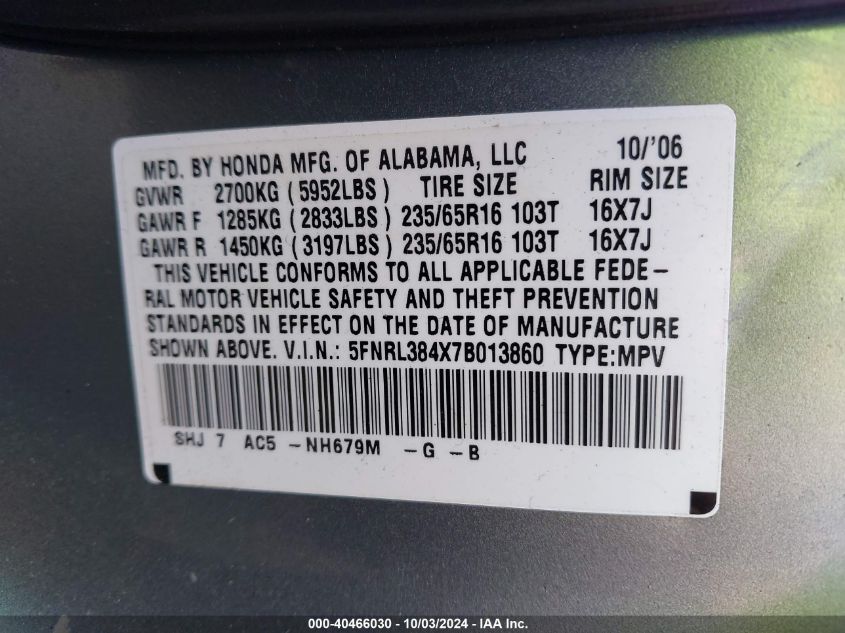 MFD. BY HONDA MFG. OF ALABAMA, LLC 10/'06
GVWR 2700KG (5952LBS) TIRE SIZE RIM SIZE
GAWR F 1285KG (2833LBS) 235/65R16 103T 16X7J
GAWR R 1450KG (3197LBS) 235/65R16 103T 16X7J
THIS VEHICLE CONFORMS TO ALL APPLICABLE FEDE-
RAL MOTOR VEHICLE SAFETY AND THEFT PREVENTION
STANDARDS IN EFFECT ON THE DATE OF MANUFACTURE
SHOWN ABOVE. V.I.N.: 5FNRL384X7B013860 TYPE:MPV
SHJ 7 AC5 -NH679M -G -B
000-40466030 - 10/03/2024 - IAA Inc.